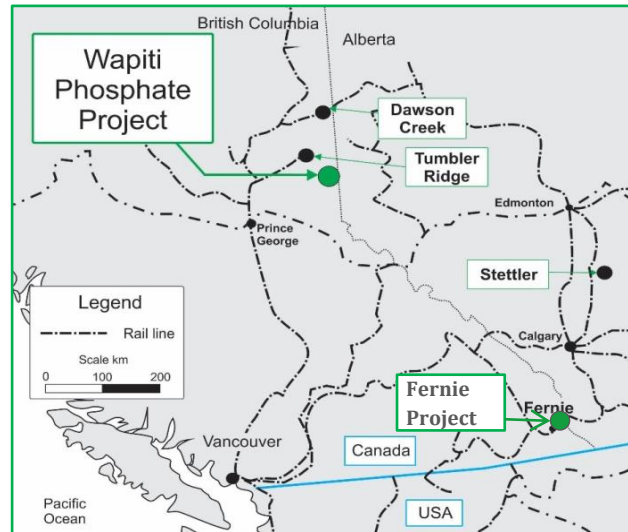 British Columbia
Alberta
Wapiti
Phosphate
Project
Dawson
Creek
Tumbler
Ridge
Edmonton
Prince
George
Stettler
Legend
Rail line
Scale km
0 100 200
Calgary
Fernie
Project
Fernie
Vancouver
Canada
USA
Pacific
Ocean